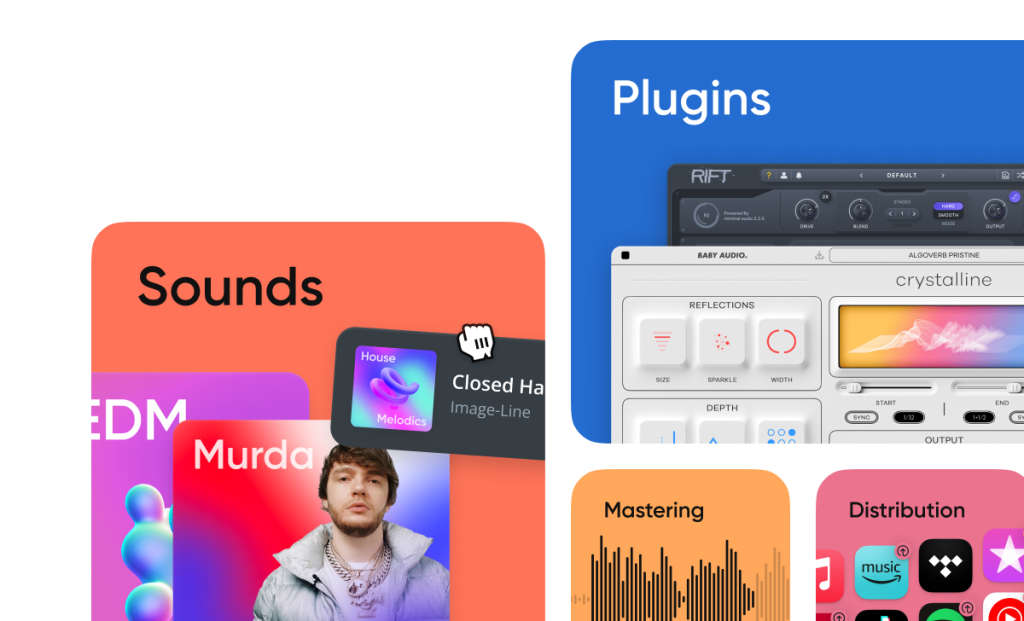 Plugins
RIFT
?
DEFAULT
Powered By
minimal audio 2.2.0
2X
DRIVE
BLEND
STAGES
1
HARD
SMOOTH
MODE
OUTPUT
BABY AUDIO.
ALGOVERB PRISTINE
crystalline
REFLECTIONS
SIZE
SPARKLE
WIDTH
START
END
SYNC
1/32
1+1/2
DEPTH
OUTPUT
Sounds
House
Melodics
Closed Ha
Image-Line
EDM
Murda
Mastering
Distribution
music